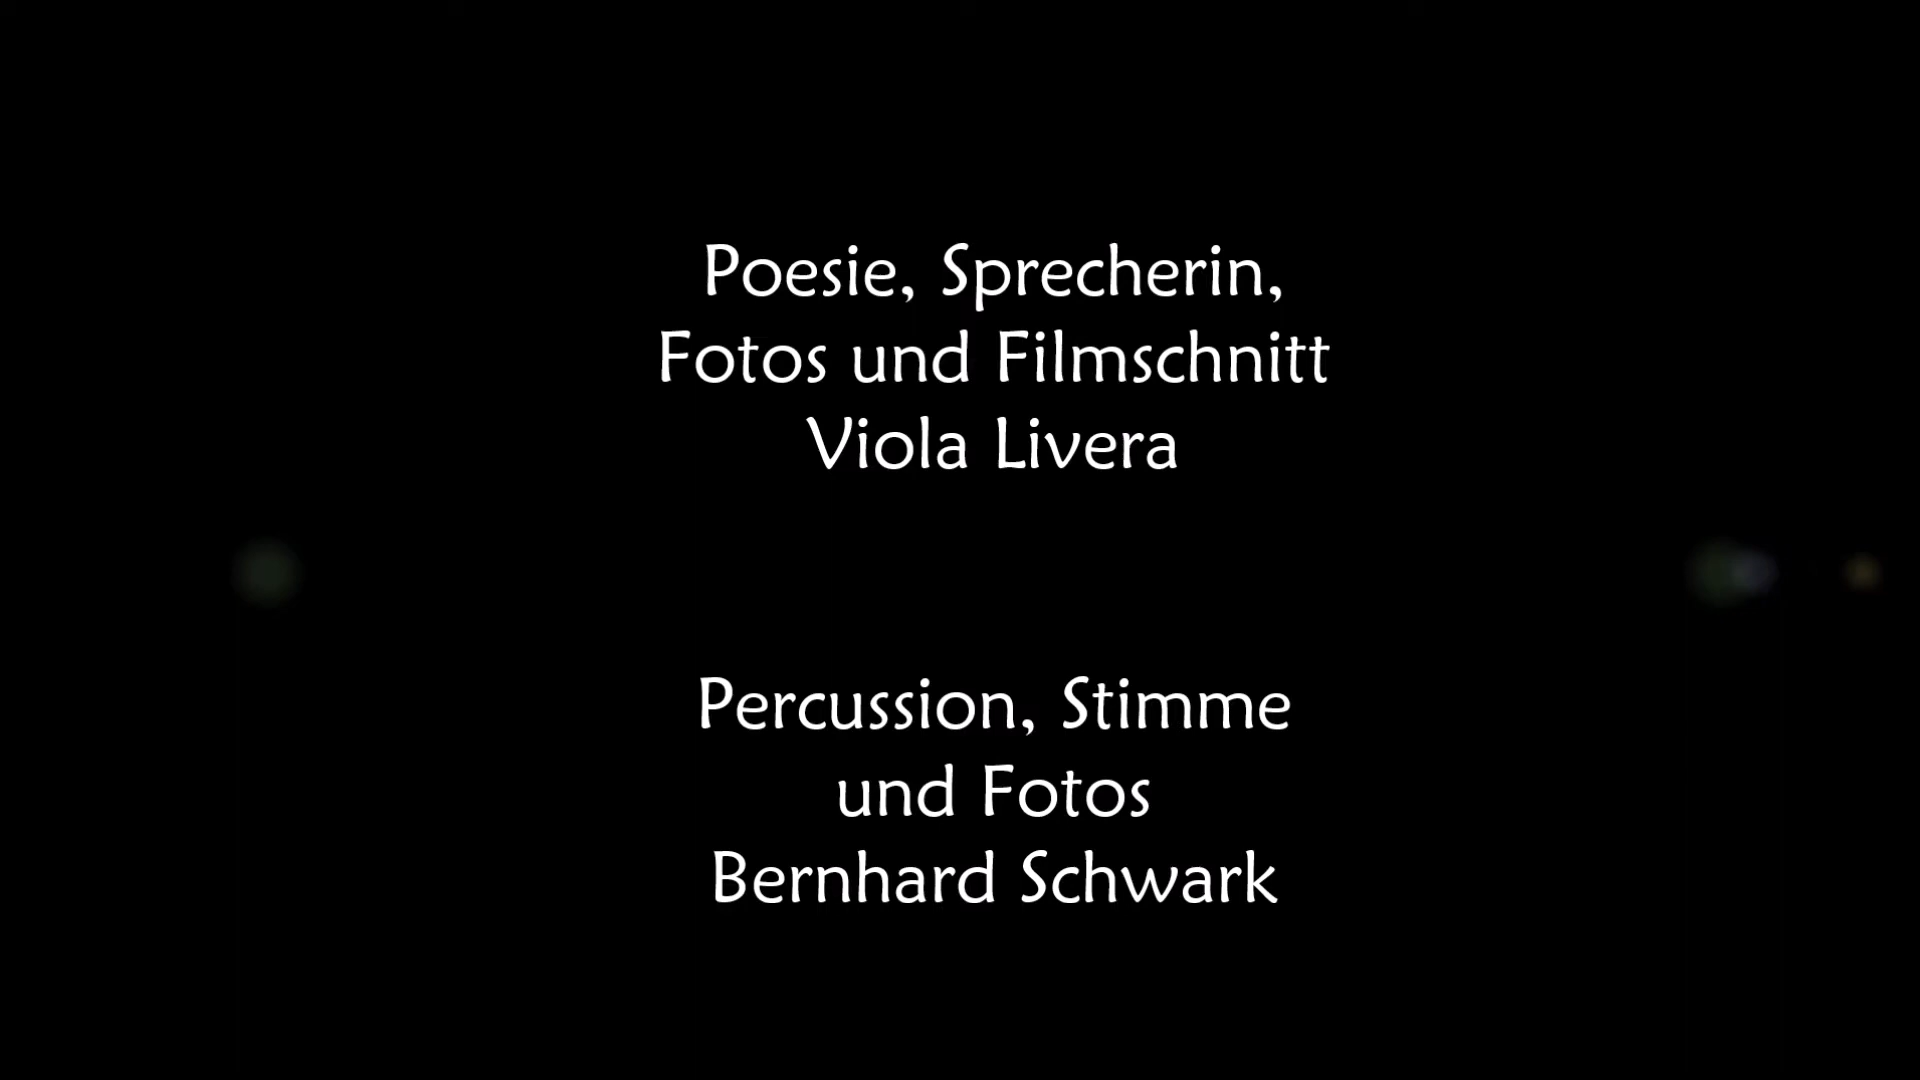 Poesie, Sprecherin,
Fotos und Filmschnitt
Viola Livera
Percussion, Stimme
und Fotos
Bernhard Schwark